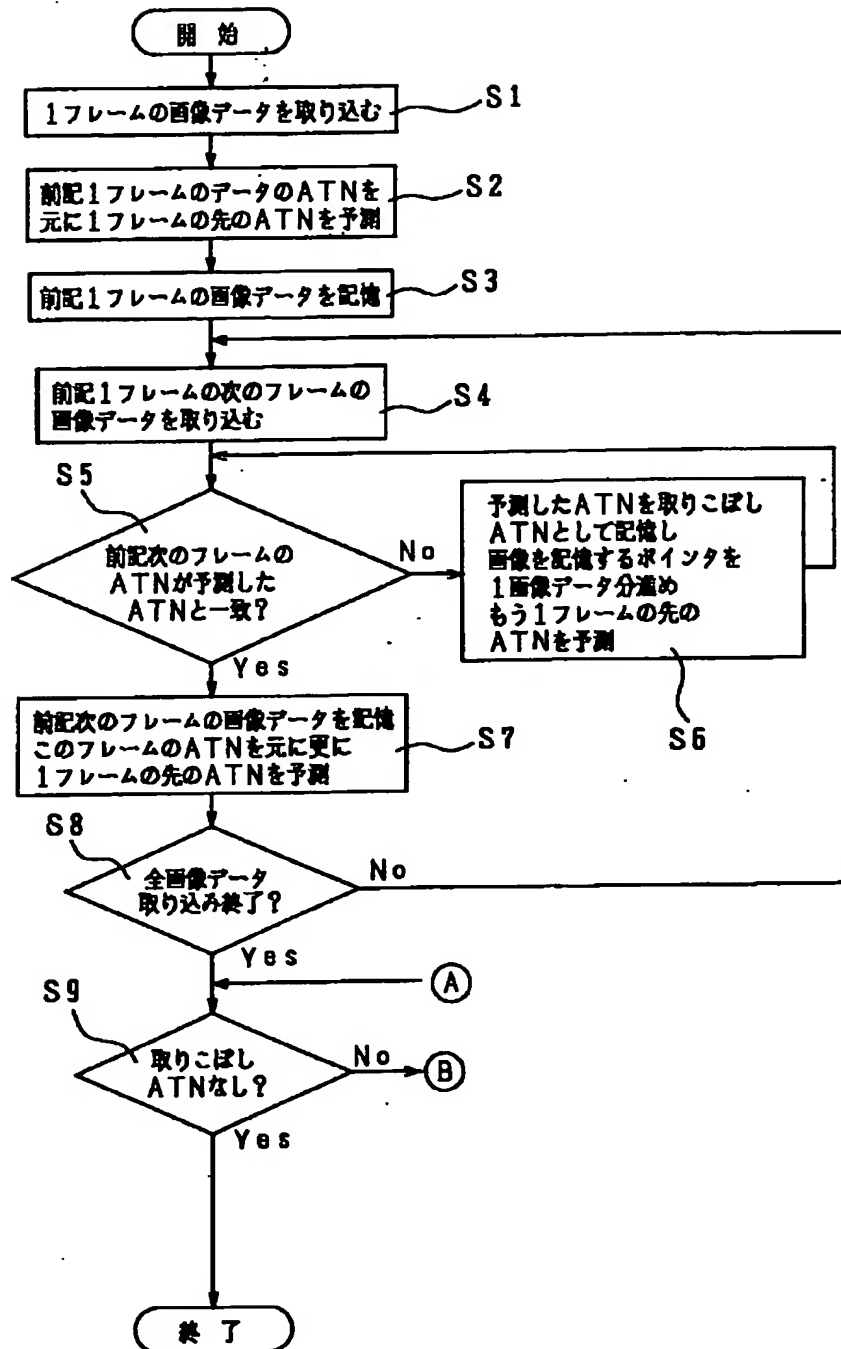 開 始
1フレームの画像データを取り込む
S1
前記1フレームのデータのATNを
元に1フレームの先のATNを予測
S2
前記1フレームの画像データを記憶
S3
前記1フレームの次のフレームの
画像データを取り込む
S4
S5
前記次のフレームの
ATNが予測した
ATNと一致?
No
予測したATNを取りこぼし
ATNとして記憶し
画像を記憶するポインタを
1画像データ分進め
もう1フレームの先の
ATNを予測
S6
Yes
前記次のフレームの画像データを記憶
このフレームのATNを元に更に
1フレームの先のATNを予測
S7
S8
全画像データ
取り込み終了?
No
Yes
A
S9
取りこぼし
ATNなし?
No
B
Yes
終 了